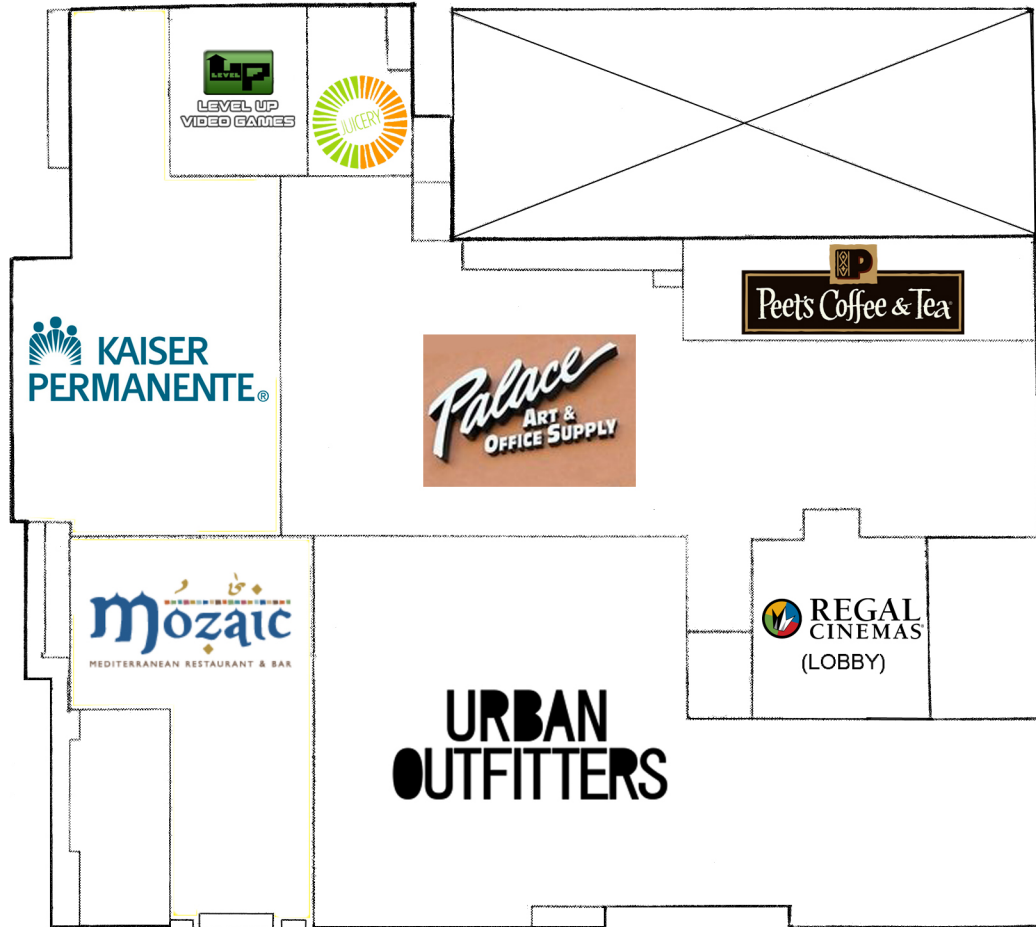 LEVEL UP
LEVEL UP
VIDEO GAMES
JUICERY
P
Peet's Coffee & Tea
KAISER
PERMANENTE®
Palace
ART &
OFFICE SUPPLY
Mozaic
MEDITERRANEAN RESTAURANT & BAR
REGAL
CINEMAS
(LOBBY)
URBAN
OUTFITTERS